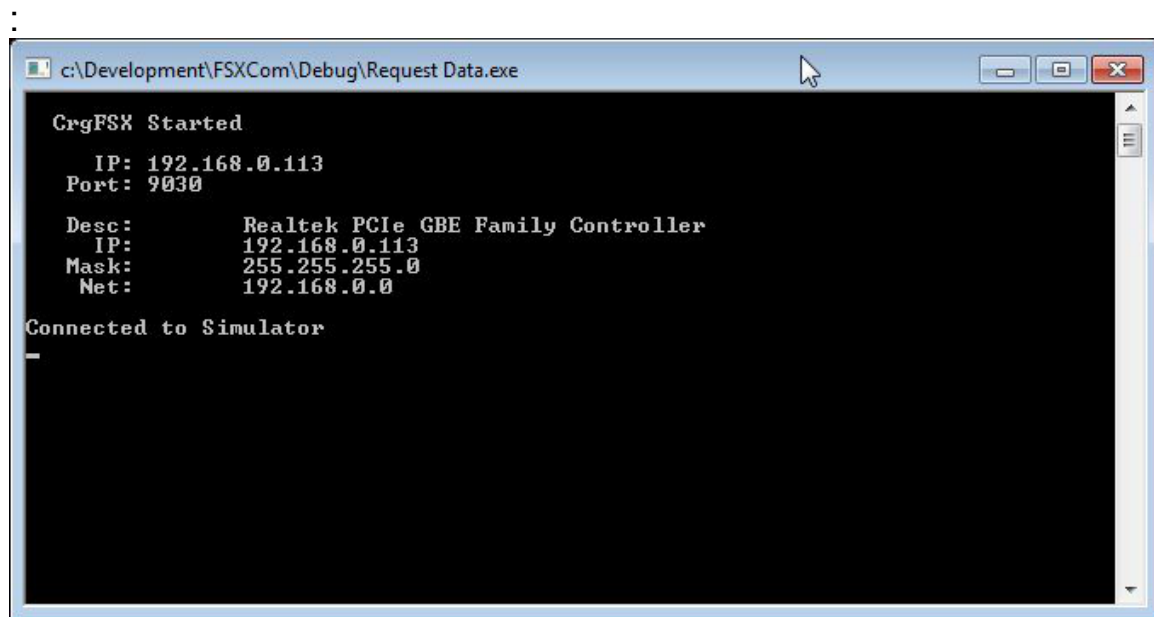 :
c:\Development\FSXCom\Debug\Request Data.exe
CrgFSX Started
IP: 192.168.0.113
Port: 9030
Desc: Realtek PCIe GBE Family Controller
IP: 192.168.0.113
Mask: 255.255.255.0
Net: 192.168.0.0
Connected to Simulator